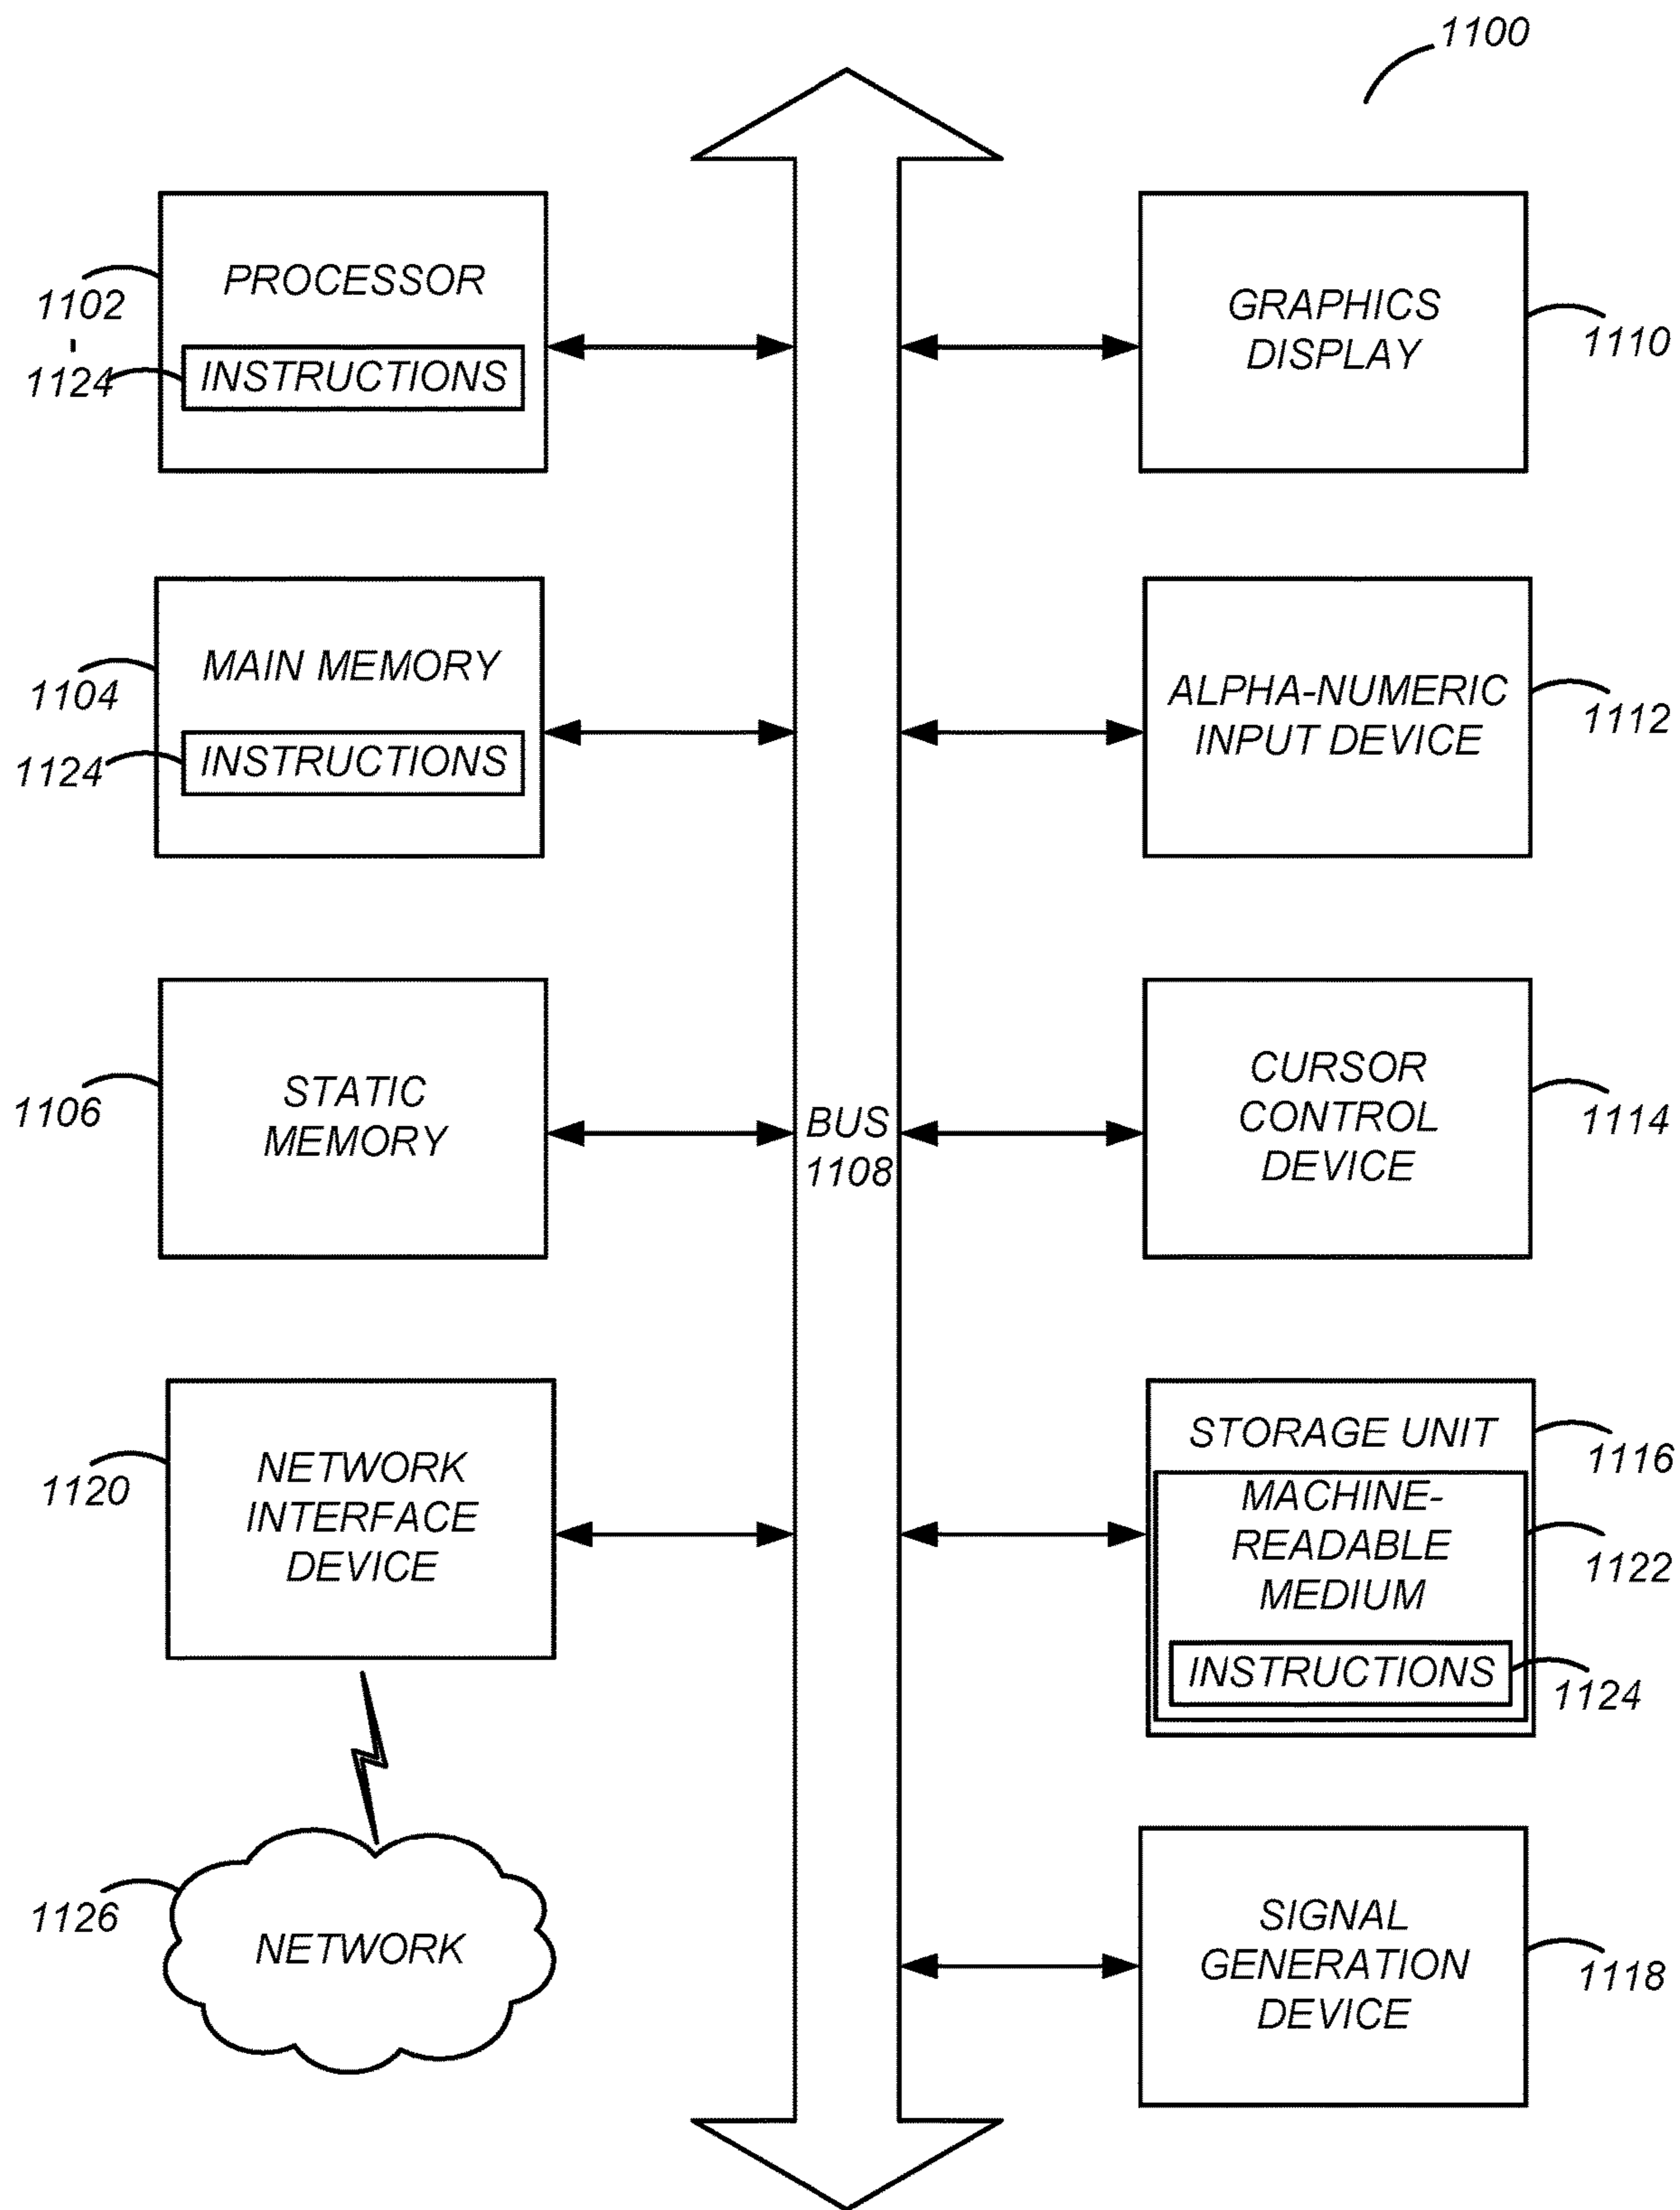 1100
PROCESSOR
1102
INSTRUCTIONS
1124
GRAPHICS
DISPLAY
1110
MAIN MEMORY
1104
INSTRUCTIONS
1124
ALPHA-NUMERIC
INPUT DEVICE
1112
STATIC
MEMORY
1106
BUS
1108
CURSOR
CONTROL
DEVICE
1114
NETWORK
INTERFACE
DEVICE
1120
STORAGE UNIT
1116
MACHINE-
READABLE
MEDIUM
1122
INSTRUCTIONS
1124
NETWORK
1126
SIGNAL
GENERATION
DEVICE
1118